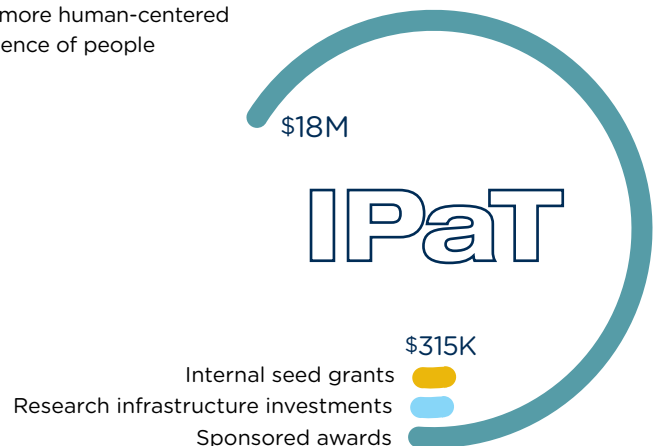 more human-centered
ence of people
$18M
IPaT
$315K
Internal seed grants
Research infrastructure investments
Sponsored awards